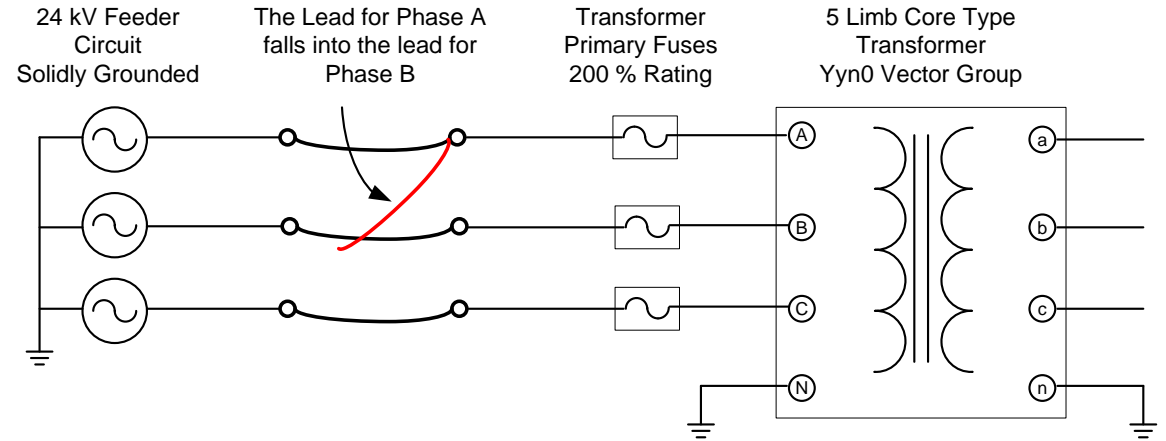 24 kV Feeder
Circuit
Solidly Grounded
The Lead for Phase A
falls into the lead for
Phase B
Transformer
Primary Fuses
200 % Rating
5 Limb Core Type
Transformer
Yyn0 Vector Group
A
a
B
b
C
c
N
n